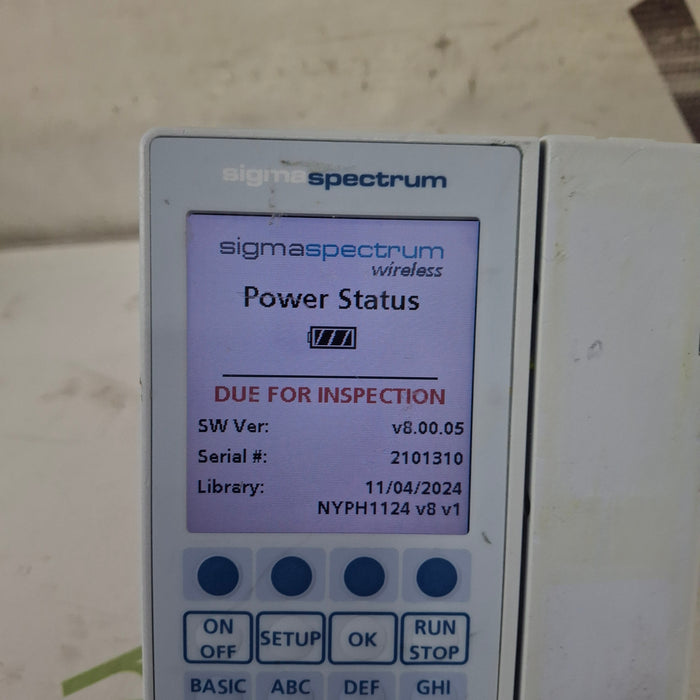 sigmaspectrum
sigmaspectrum
wireless
Power Status
DUE FOR INSPECTION
SW Ver: v8.00.05
Serial #: 2101310
Library: 11/04/2024
NYPH1124 v8 v1
ON OFF SETUP OK RUN STOP
BASIC ABC DEF GHI